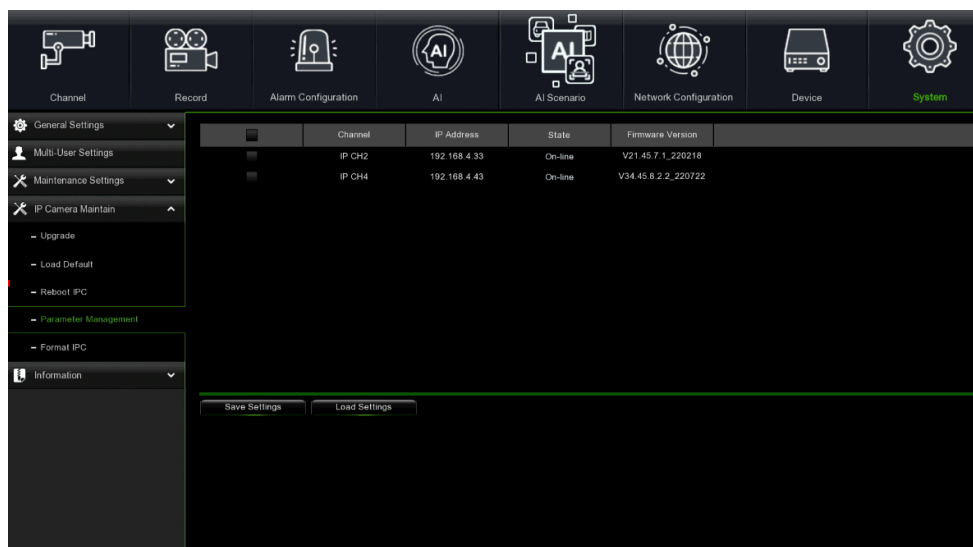 Channel Record Alarm Configuration AI AI Scenario Network Configuration Device System
General Settings
Multi-User Settings
Maintenance Settings
IP Camera Maintain
Upgrade
Load Default
Reboot IPC
Parameter Management
Format IPC
Information
Channel IP Address State Firmware Version
IP CH2 192.168.4.33 On-line V21.45.7.1_220218
IP CH4 192.168.4.43 On-line V34.45.8.2.2_220722
Save Settings Load Settings